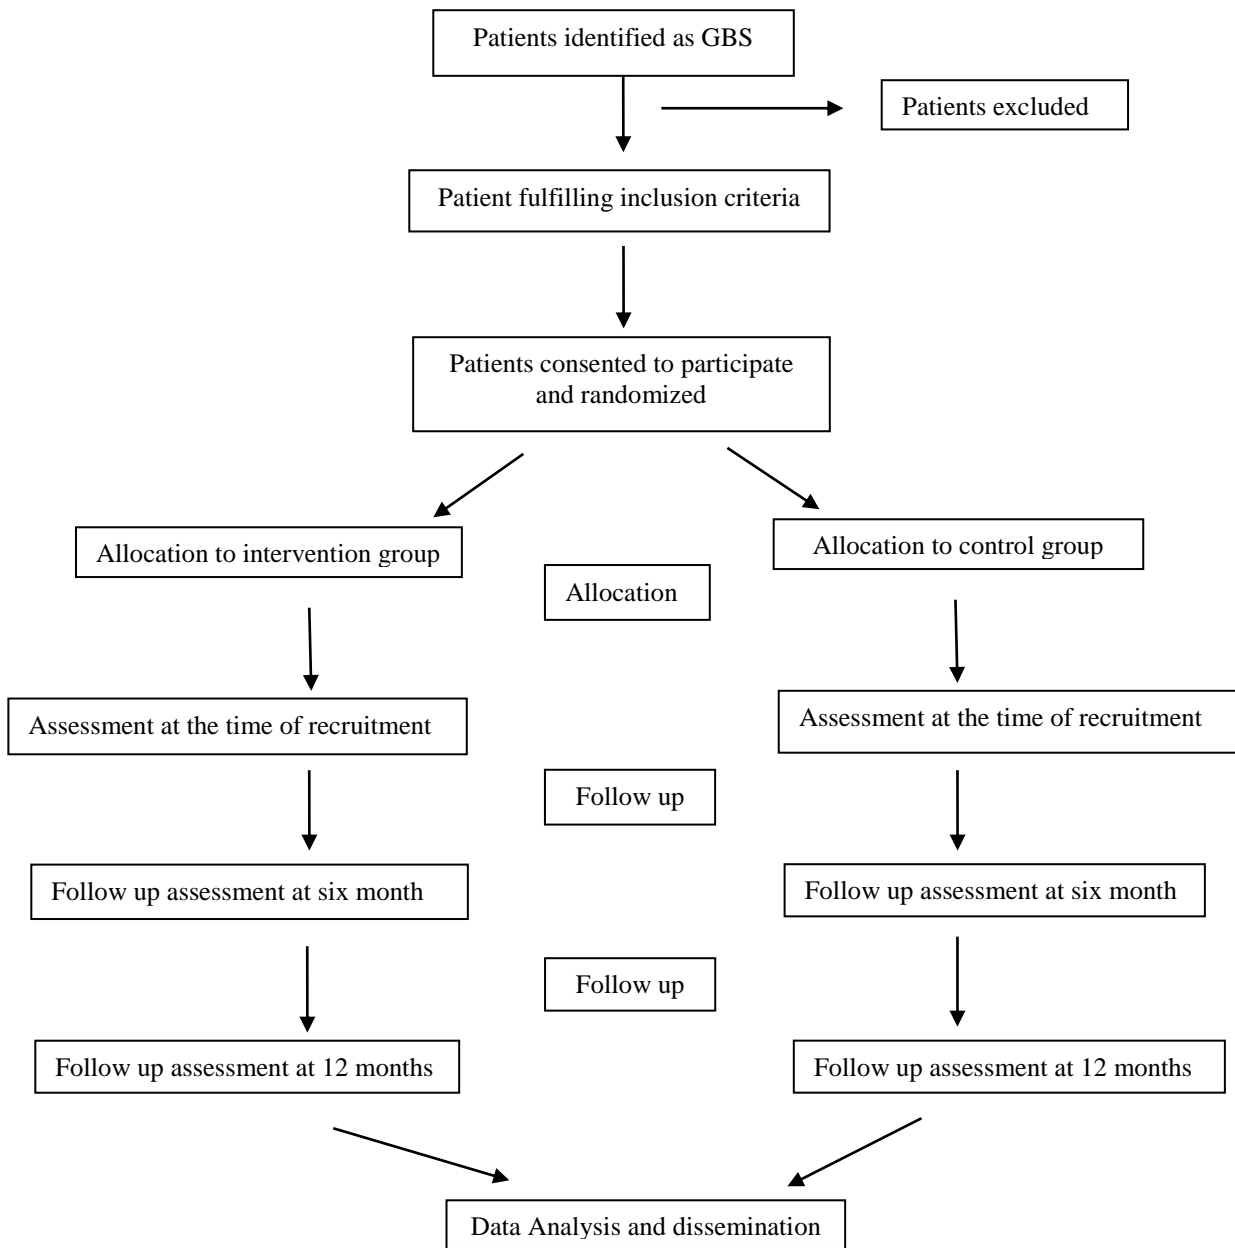 Patients identified as GBS
Patients excluded
Patient fulfilling inclusion criteria
Patients consented to participate
and randomized
Allocation to intervention group
Allocation to control group
Allocation
Assessment at the time of recruitment
Assessment at the time of recruitment
Follow up
Follow up assessment at six month
Follow up assessment at six month
Follow up
Follow up assessment at 12 months
Follow up assessment at 12 months
Data Analysis and dissemination